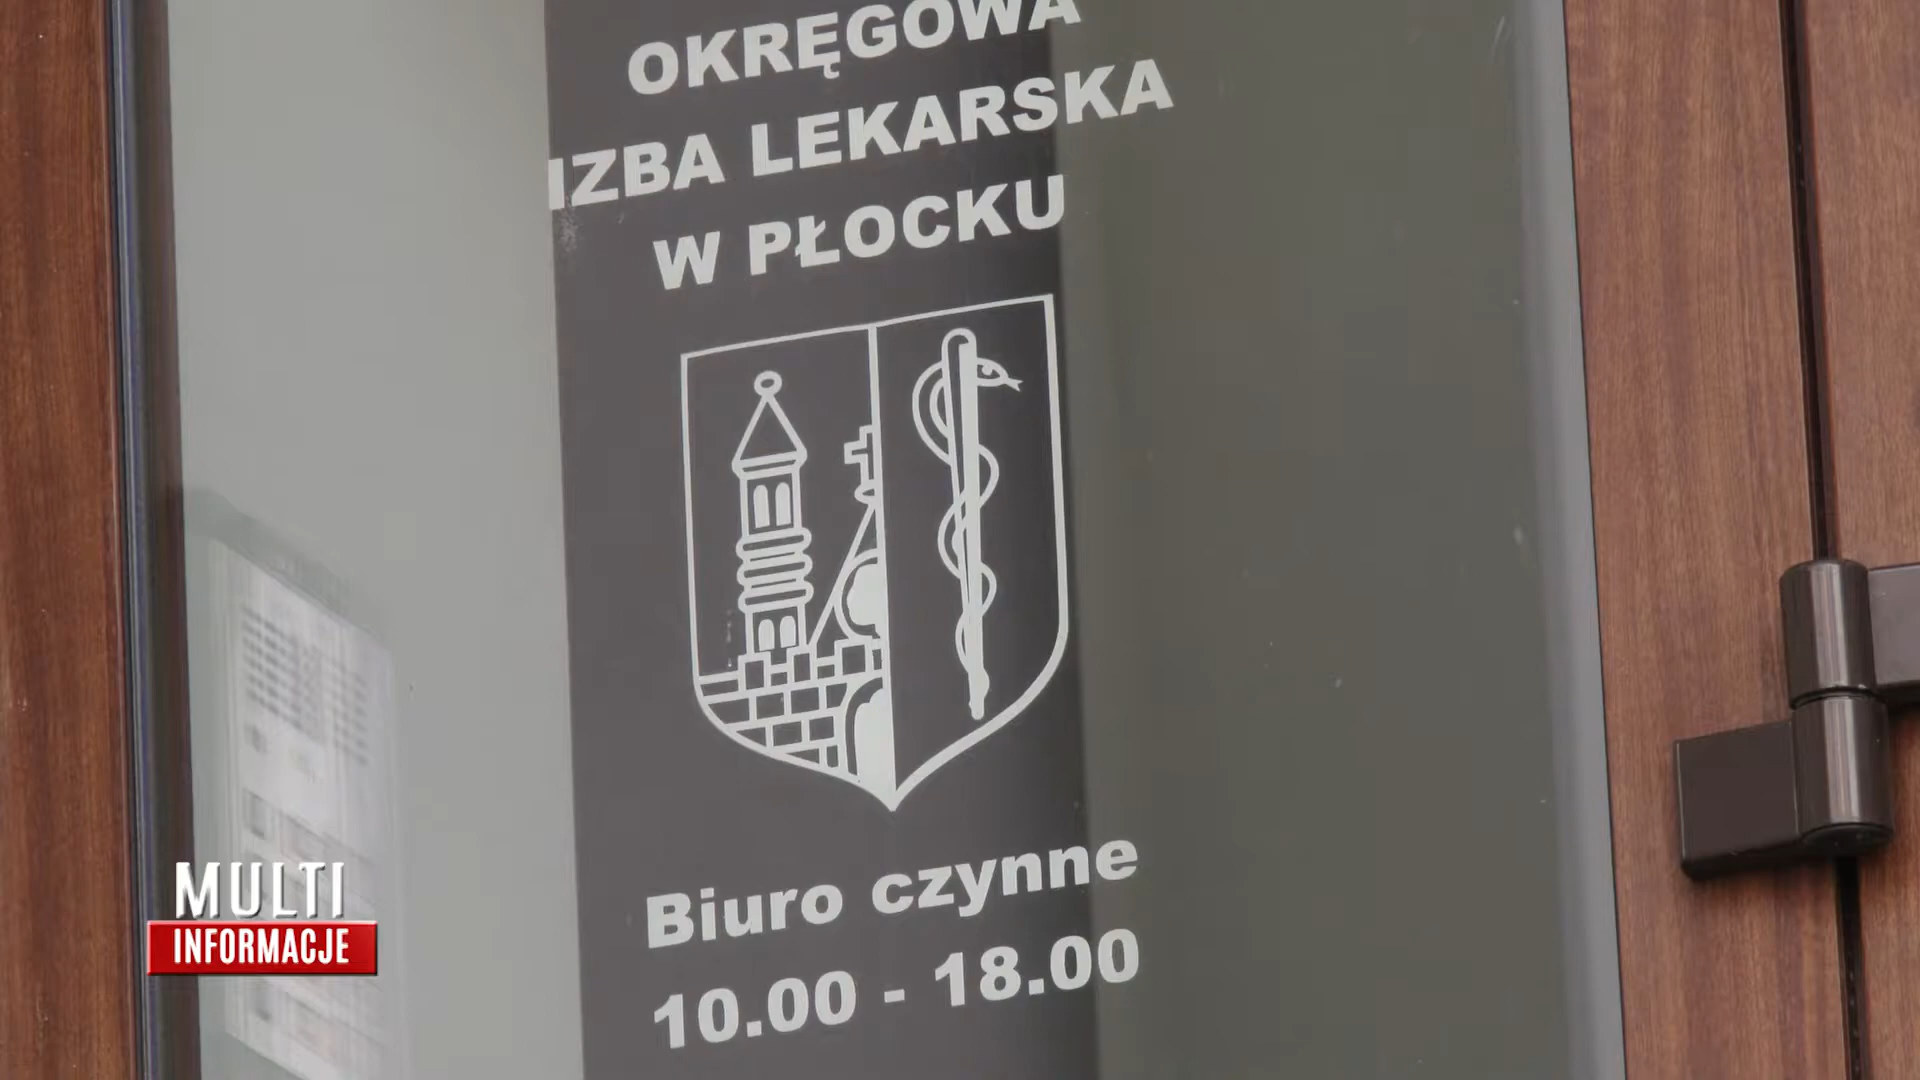 OKRĘGOWA
IZBA LEKARSKA
W PŁOCKU
Biuro czynne
10.00 - 18.00
MULTI
INFORMACJE